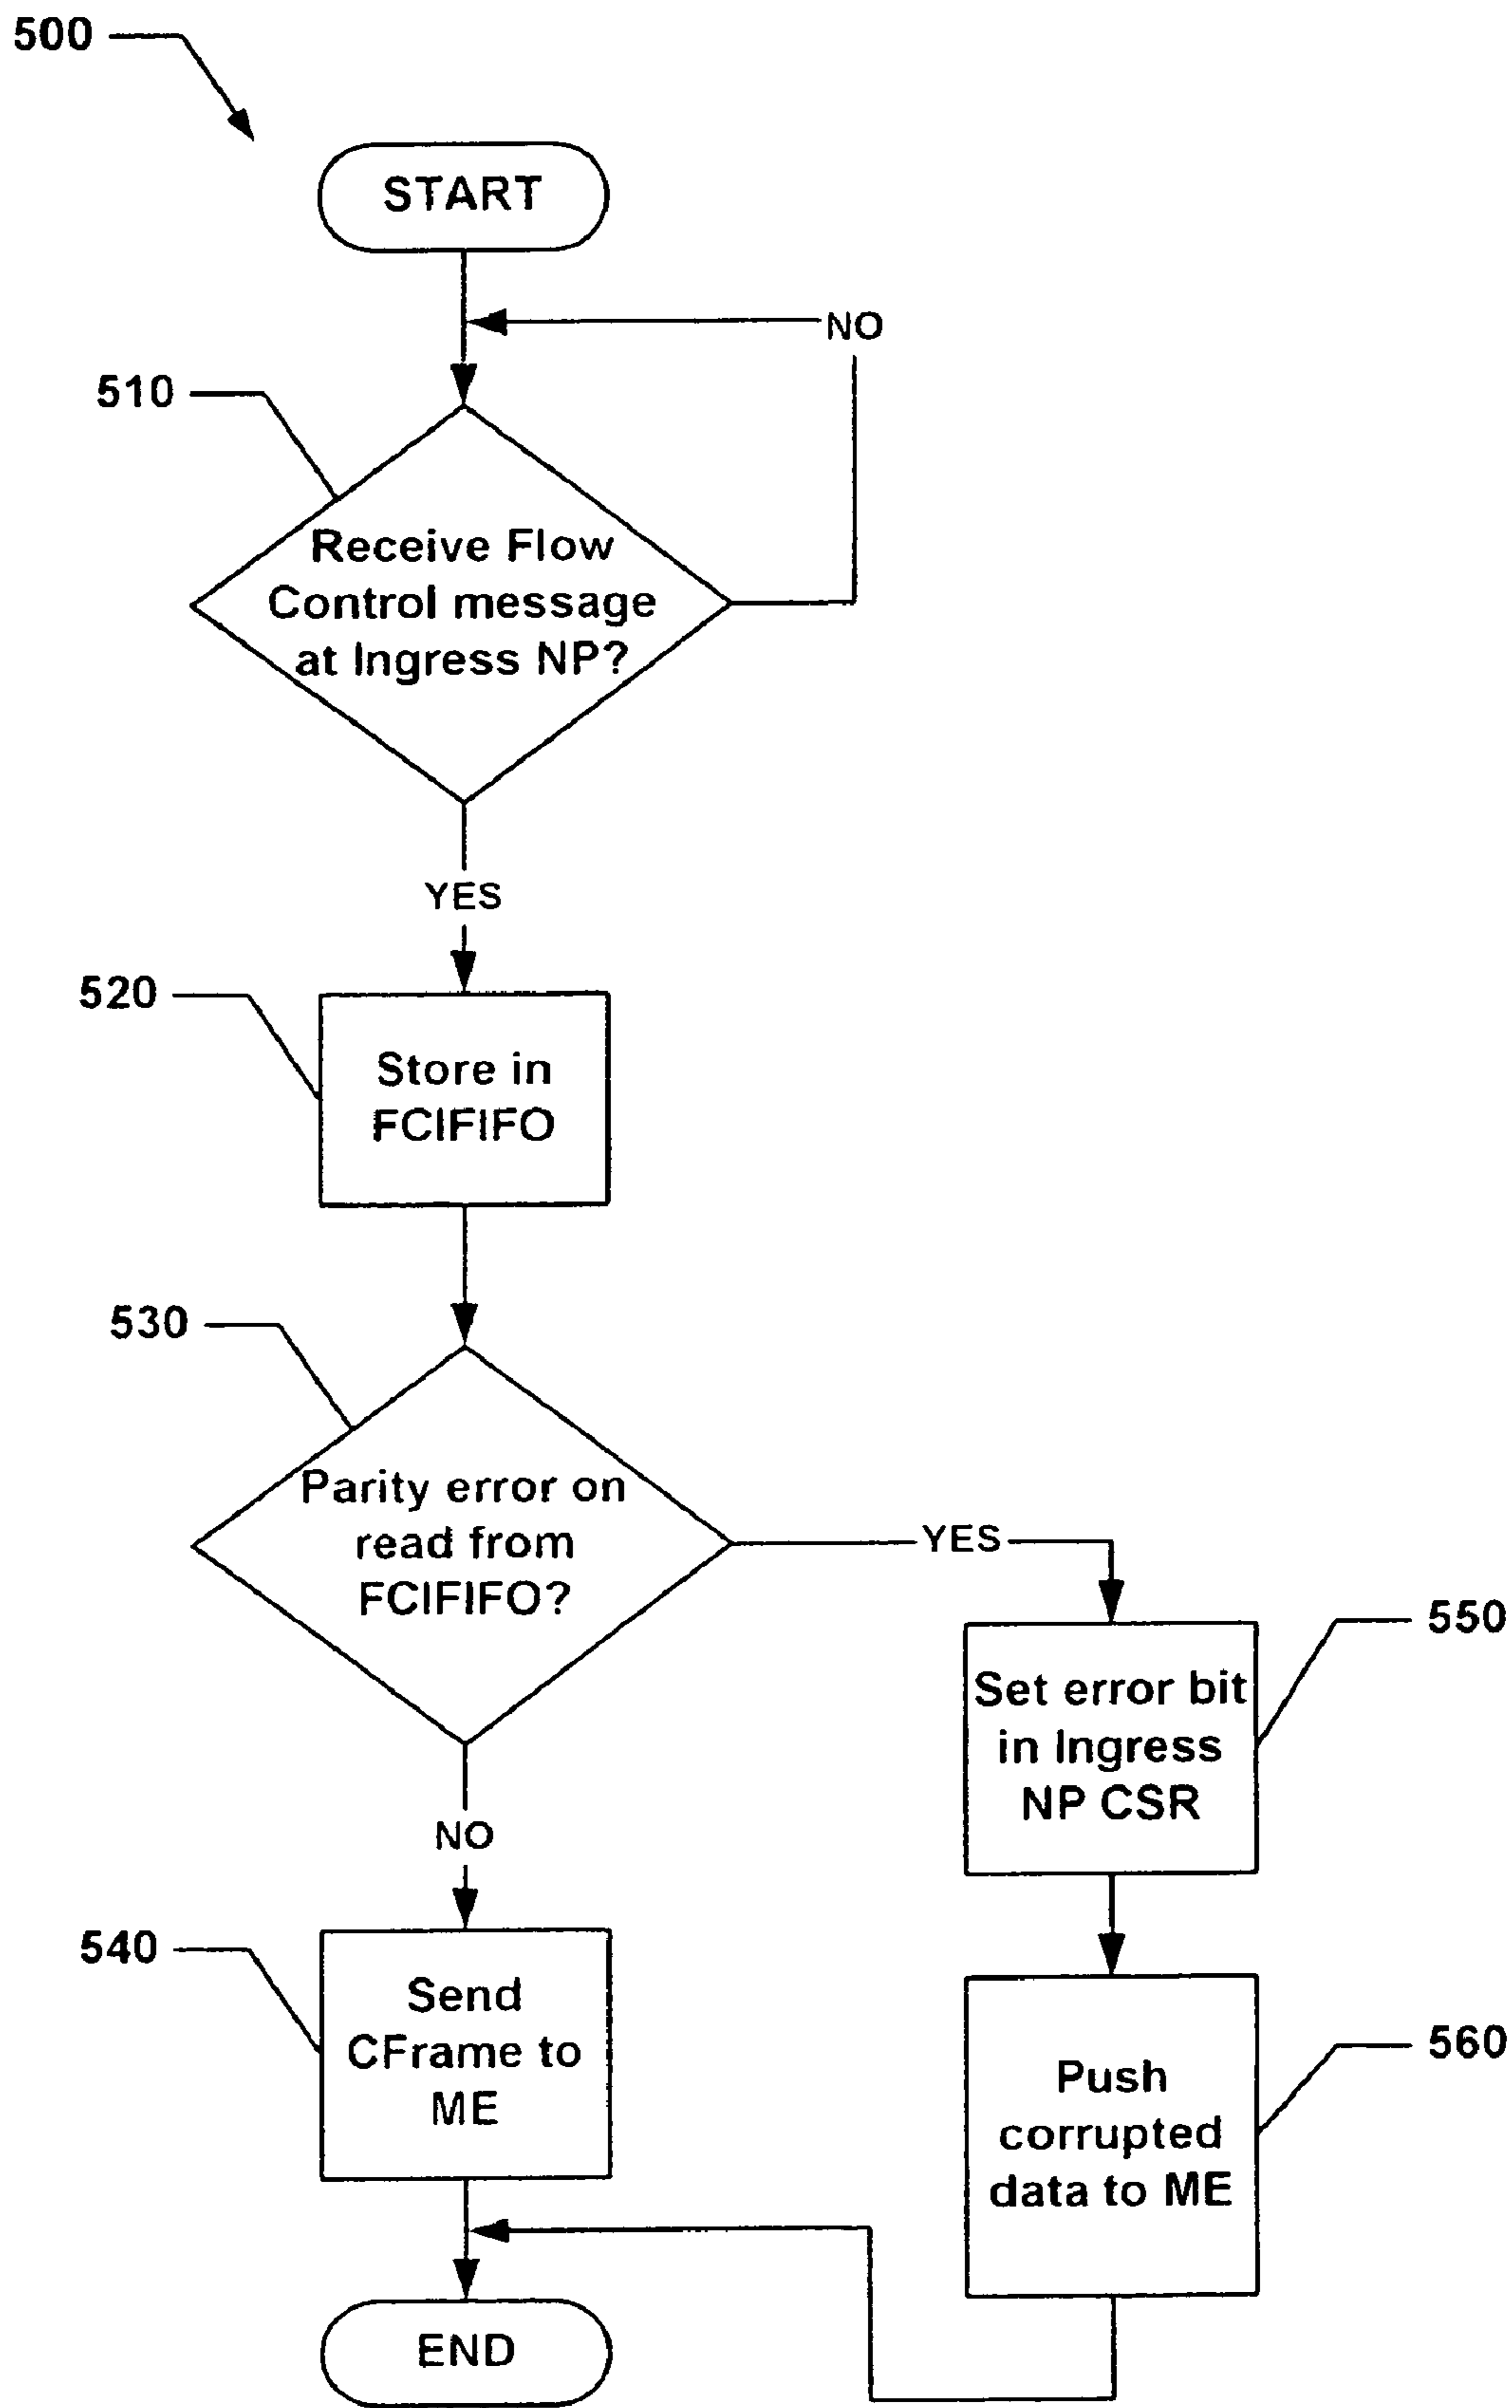 500
START
NO
510
Receive Flow
Control message
at Ingress NP?
YES
520
Store in
FCIFIFO
530
Parity error on
read from
FCIFIFO?
YES
550
Set error bit
in Ingress
NP CSR
NO
540
Send
CFrame to
ME
560
Push
corrupted
data to ME
END